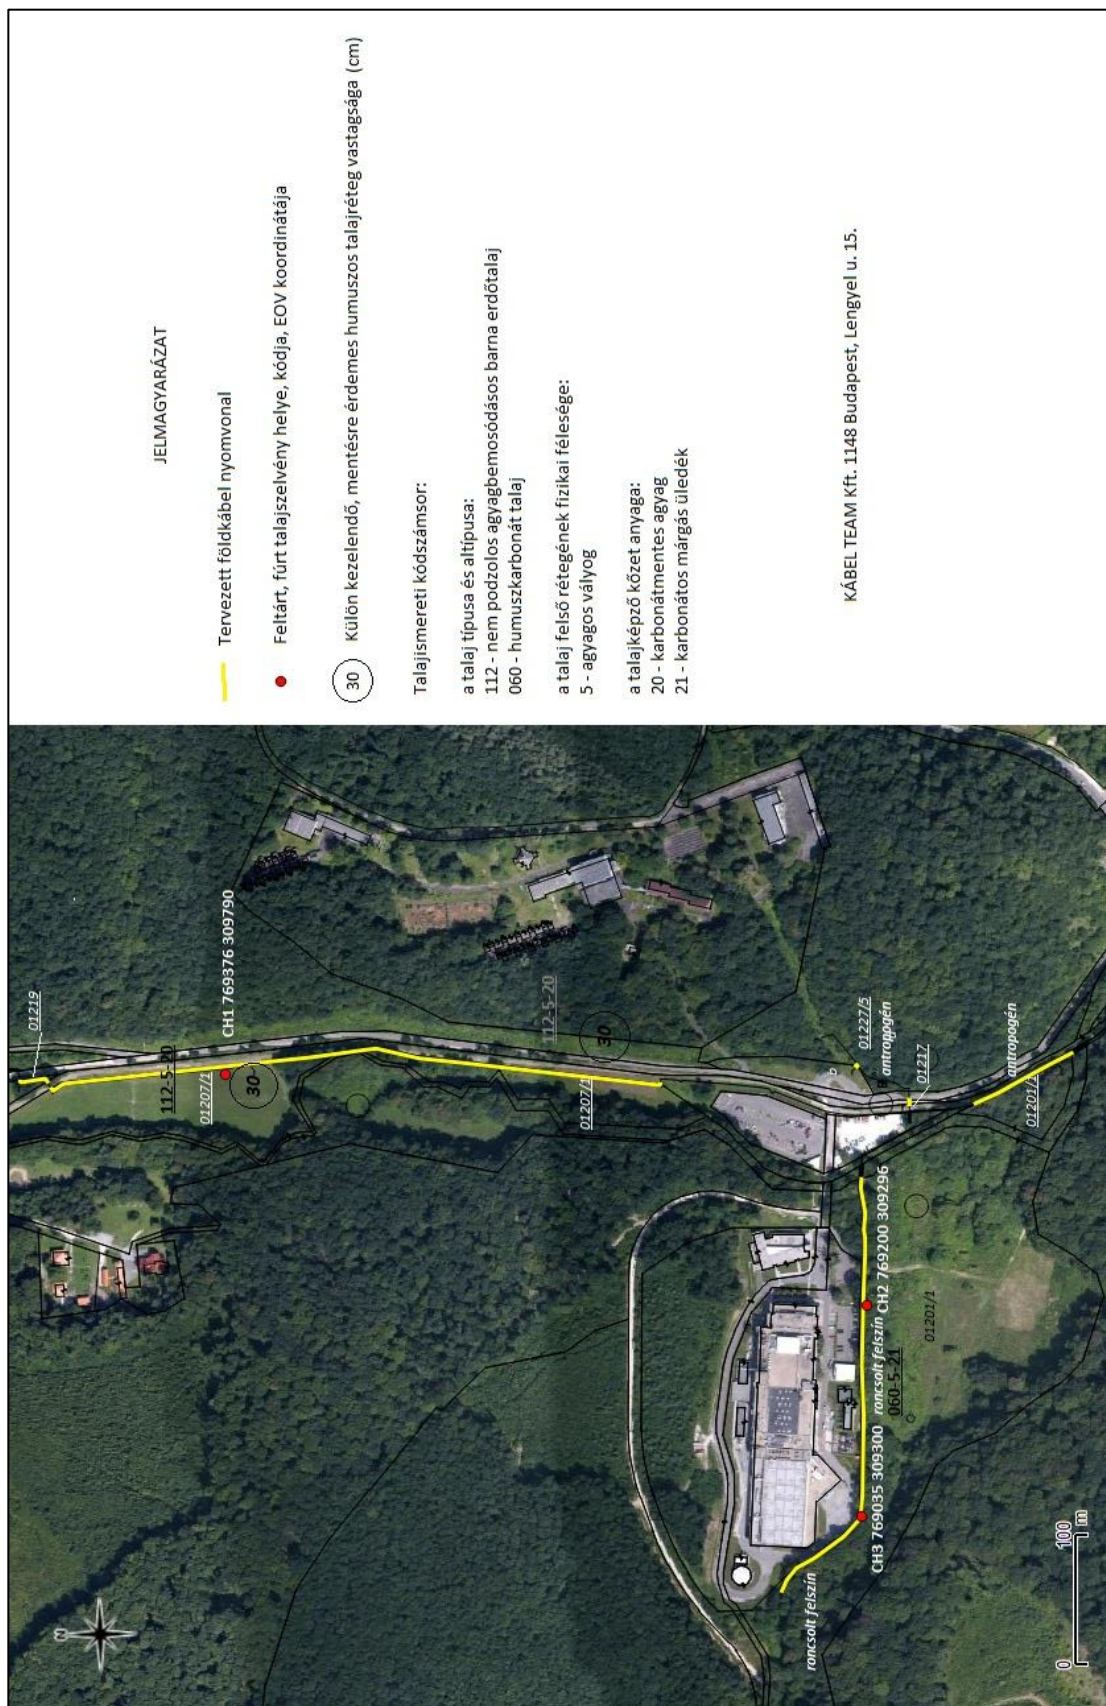 JELMAGYARÁZAT
Tervezett földkábel nyomvonal
Feltárt, fúrt talajszelvény helye, kódja, EOV koordinátája
30
Külön kezelendő, mentésre érdemes humuszos talajréteg vastagsága (cm)
Talajismereti kódszámsor:
a talaj típusa és altípusa:
112 - nem podzolos agyagbemosódásos barna erdőtalaj
060 - humuszkarbonát talaj
a talaj felső rétegének fizikai félesége:
5 - agyagos vályog
a talajképző kőzet anyaga:
20 - karbonátmentes agyag
21 - karbonátos márgás üledék
KÁBEL TEAM Kft. 1148 Budapest, Lengyel u. 15.
N
01219
112-5-20
01207/1
CH1 769376 309790
30
112-5-20
30
01207/1
01227/5
antropogén
01217
antropogén
01201/1
CH2 769200 309296
roncsolt felszín
060-5-21
01201/1
CH3 769035 309300
roncsolt felszín
0
100
m